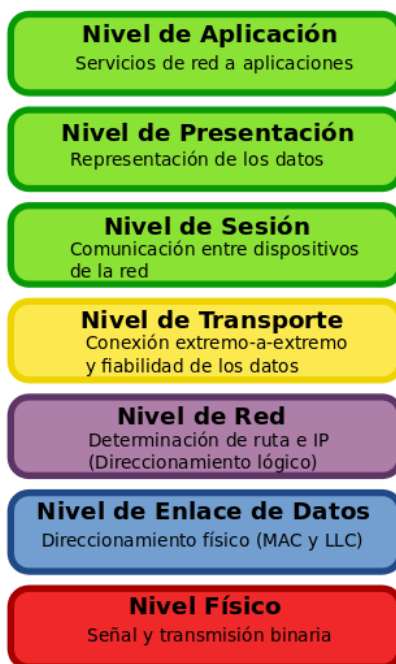 Nivel de Aplicación
Servicios de red a aplicaciones
Nivel de Presentación
Representación de los datos
Nivel de Sesión
Comunicación entre dispositivos
de la red
Nivel de Transporte
Conexión extremo-a-extremo
y fiabilidad de los datos
Nivel de Red
Determinación de ruta e IP
(Direccionamiento lógico)
Nivel de Enlace de Datos
Direccionamiento físico (MAC y LLC)
Nivel Físico
Señal y transmisión binaria